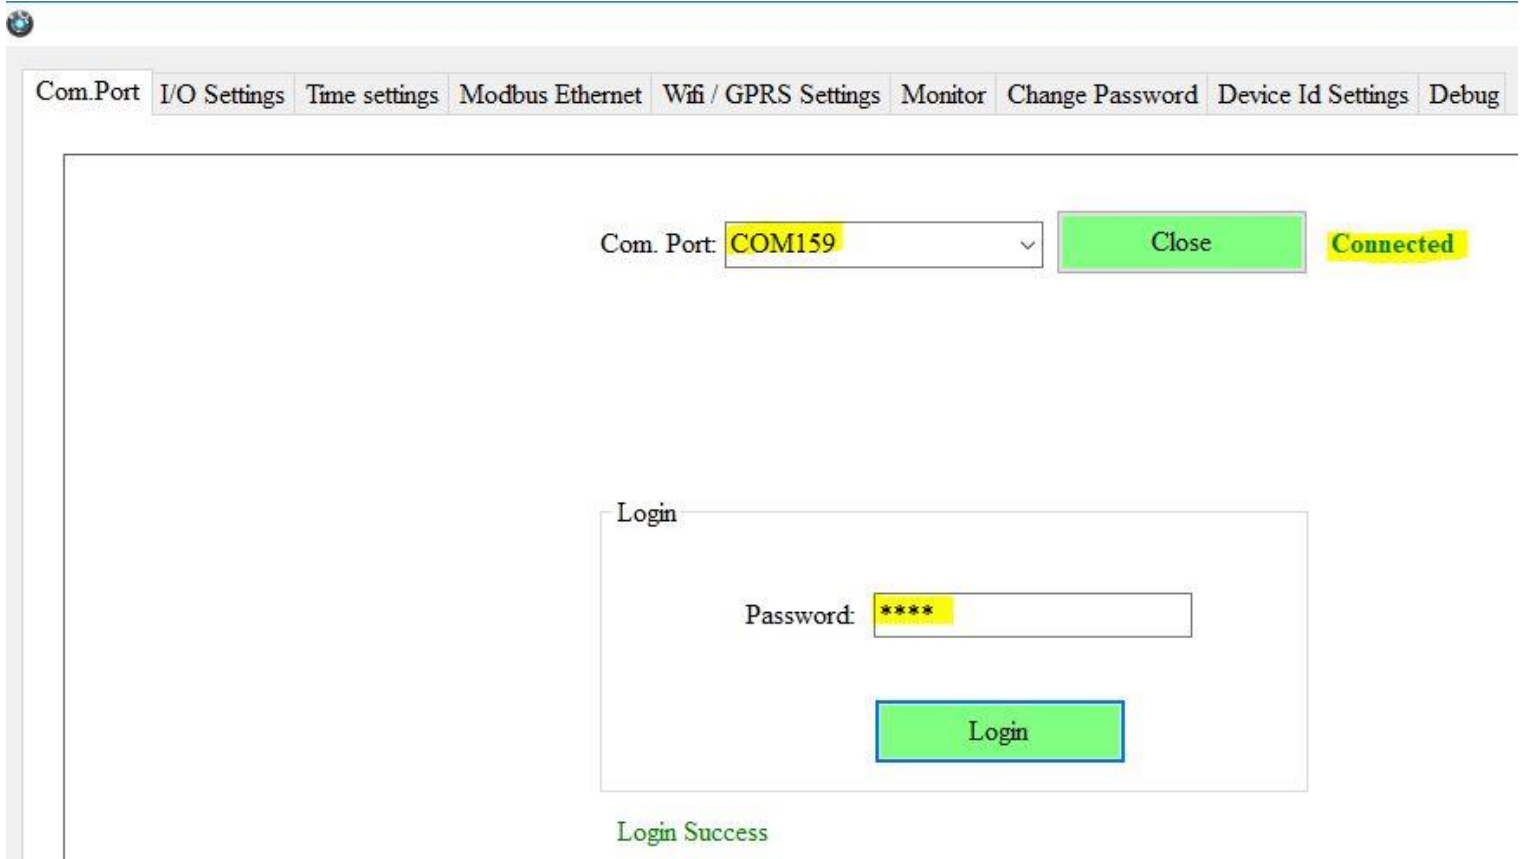 Com.Port I/O Settings Time settings Modbus Ethernet Wifi / GPRS Settings Monitor Change Password Device Id Settings Debug
Com. Port: COM159 Close Connected
Login
Password: ****
Login
Login Success